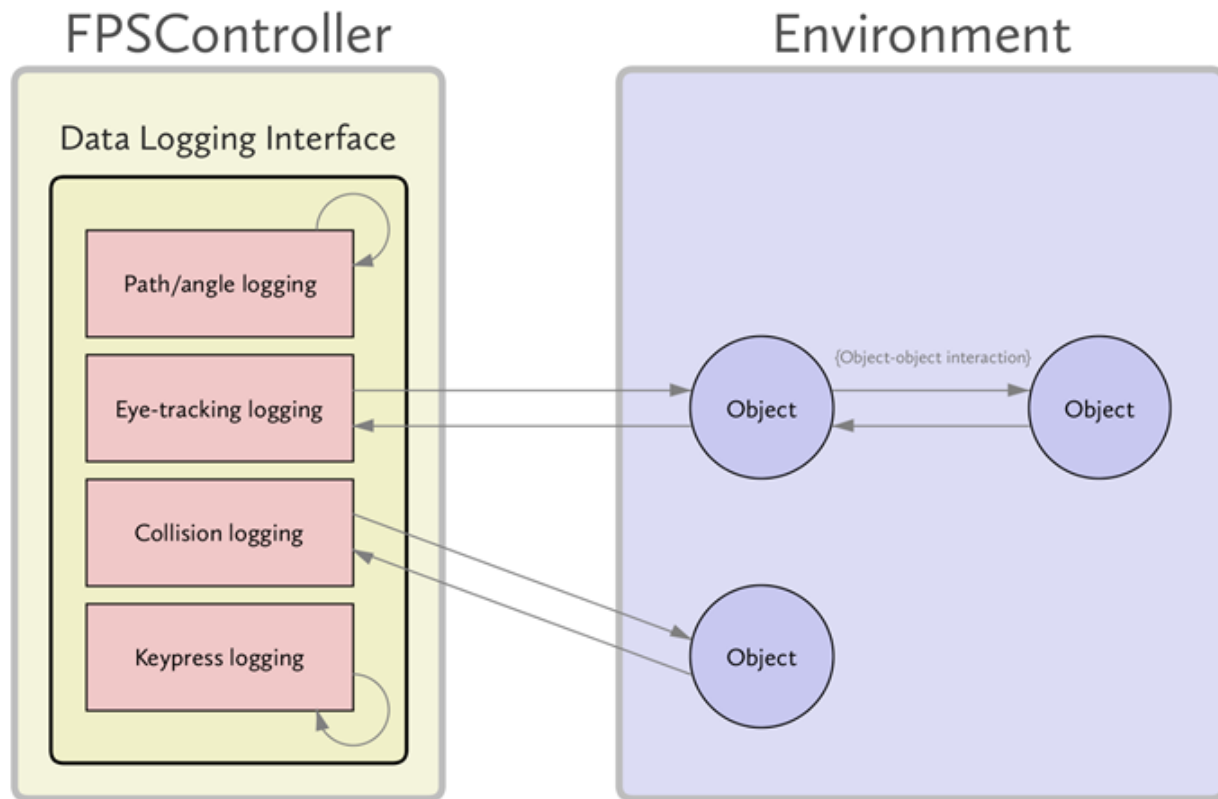 FPSController
Environment
Data Logging Interface
Path/angle logging
Eye-tracking logging
Collision logging
Keypress logging
Object
{Object-object interaction}
Object
Object